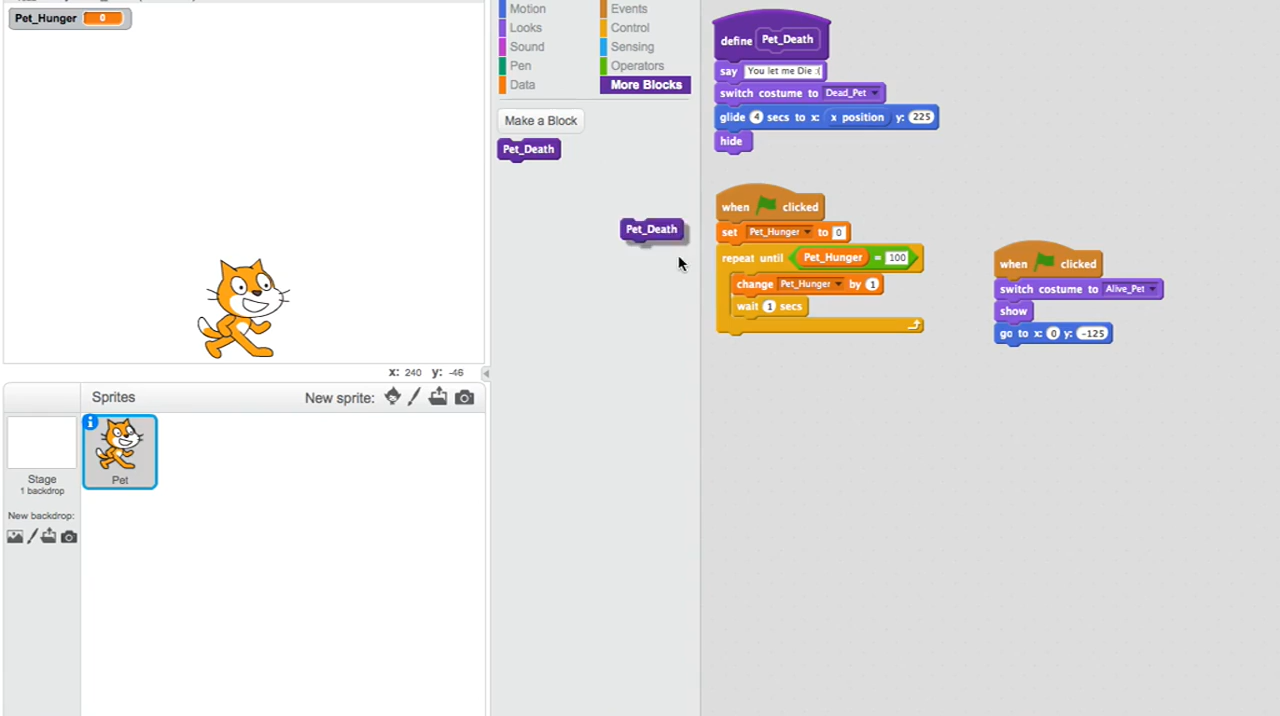 Pet_Hunger 0
Motion
Looks
Sound
Pen
Data
Events
Control
Sensing
Operators
More Blocks
Make a Block
Pet_Death
Pet_Death
define Pet_Death
say You let me Die :(
switch costume to Dead_Pet
glide 4 secs to x: x position y: 225
hide
when clicked
set Pet_Hunger to 0
repeat until Pet_Hunger = 100
change Pet_Hunger by 1
wait 1 secs
when clicked
switch costume to Alive_Pet
show
go to x: 0 y: -125
x: 240 y: -46
Sprites New sprite:
Stage
1 backdrop
New backdrop:
i
Pet